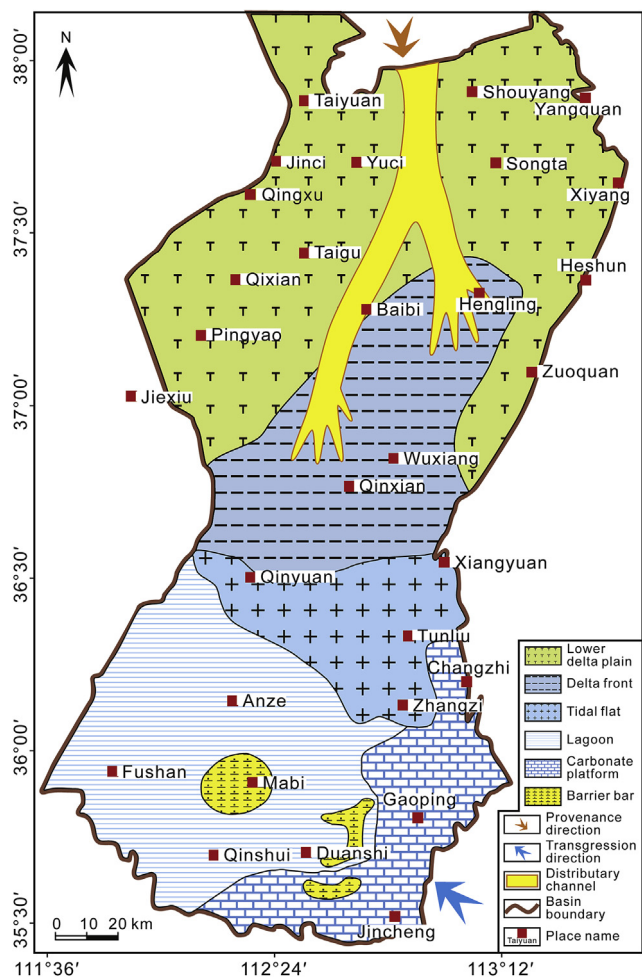 N
38°00′
37°30′
37°00′
36°30′
36°00′
35°30′
111°36′
112°24′
113°12′
Taiyuan
Shouyang
Yangquan
Jinci
Yuci
Songta
Qingxu
Xiyang
Taigu
Qixian
Heshun
Hengling
Baibi
Pingyao
Zuoquan
Jiexiu
Wuxiang
Qinxian
Xiangyuan
Qinyuan
Tunliu
Changzhi
Anze
Zhangzi
Fushan
Mabi
Gaoping
Qinshui
Duanshi
Jjncheng
0 10 20 km
Lower
delta plain
Delta front
Tidal flat
Lagoon
Carbonate
platform
Barrier bar
Provenance
direction
Transgression
direction
Distributary
channel
Basin
boundary
Taiyuan
Place name